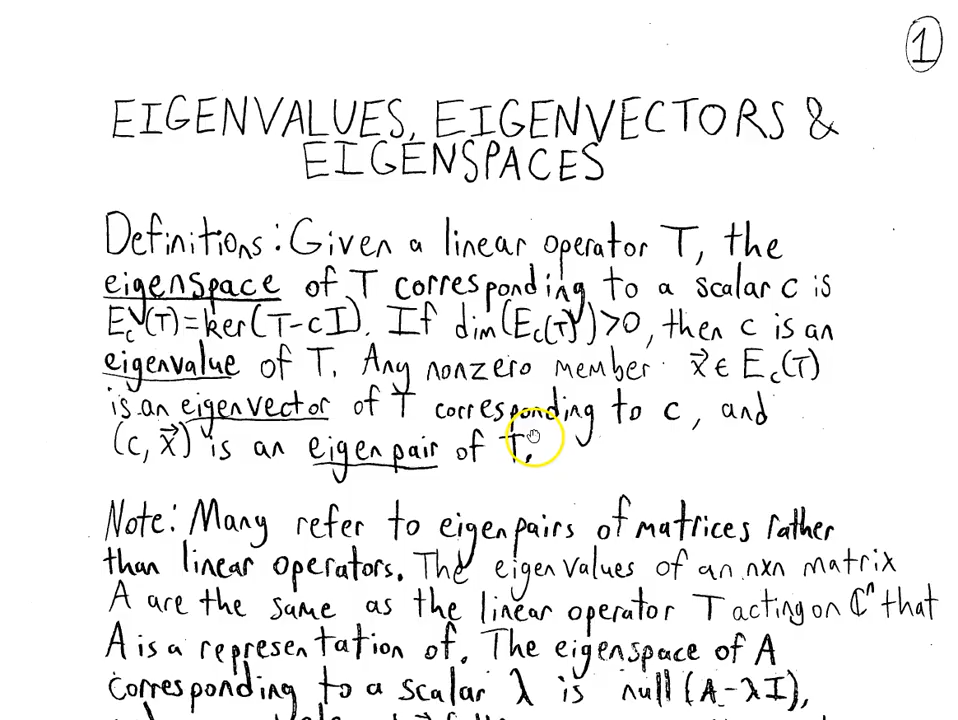 1
EIGENVALUES, EIGENVECTORS &
EIGENSPACES
Definitions: Given a linear operator T, the
eigenspace of T corresponding to a scalar c is
E_c(T)=ker(T-cI). If dim(E_c(T))>0, then c is an
eigenvalue of T. Any nonzero member x⃗ ∈ E_c(T)
is an eigenvector of T corresponding to c, and
(c, x⃗) is an eigenpair of T.
Note: Many refer to eigenpairs of matrices rather
than linear operators. The eigenvalues of an nxn matrix
A are the same as the linear operator T acting on ℂⁿ that
A is a representation of. The eigenspace of A
corresponding to a scalar λ is null(A-λI),